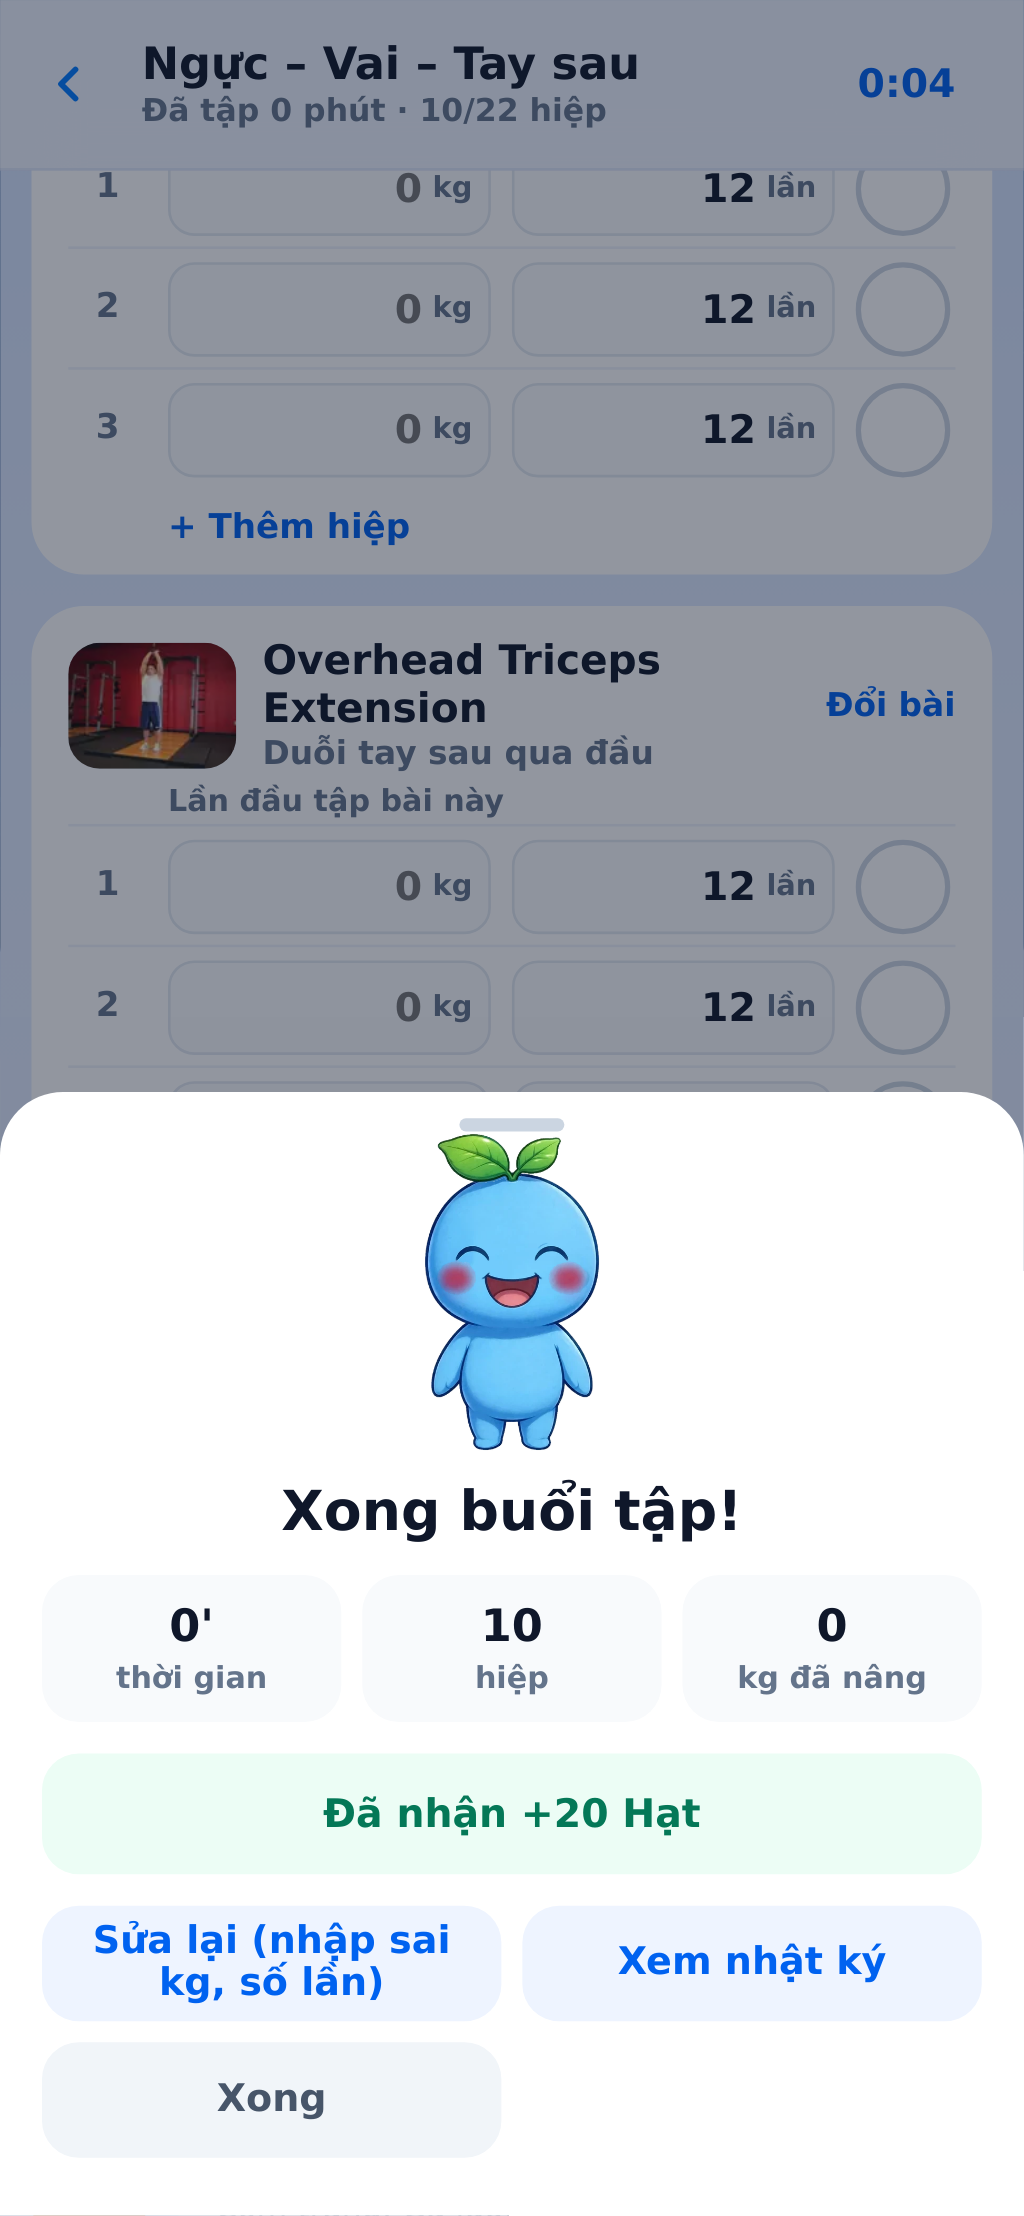 Ngực – Vai – Tay sau
Đã tập 0 phút · 10/22 hiệp
0:04
1 0 kg 12 lần
2 0 kg 12 lần
3 0 kg 12 lần
+ Thêm hiệp
Overhead Triceps
Extension
Duỗi tay sau qua đầu
Đổi bài
Lần đầu tập bài này
1 0 kg 12 lần
2 0 kg 12 lần
Xong buổi tập!
0'
thời gian
10
hiệp
0
kg đã nâng
Đã nhận +20 Hạt
Sửa lại (nhập sai
kg, số lần)
Xem nhật ký
Xong